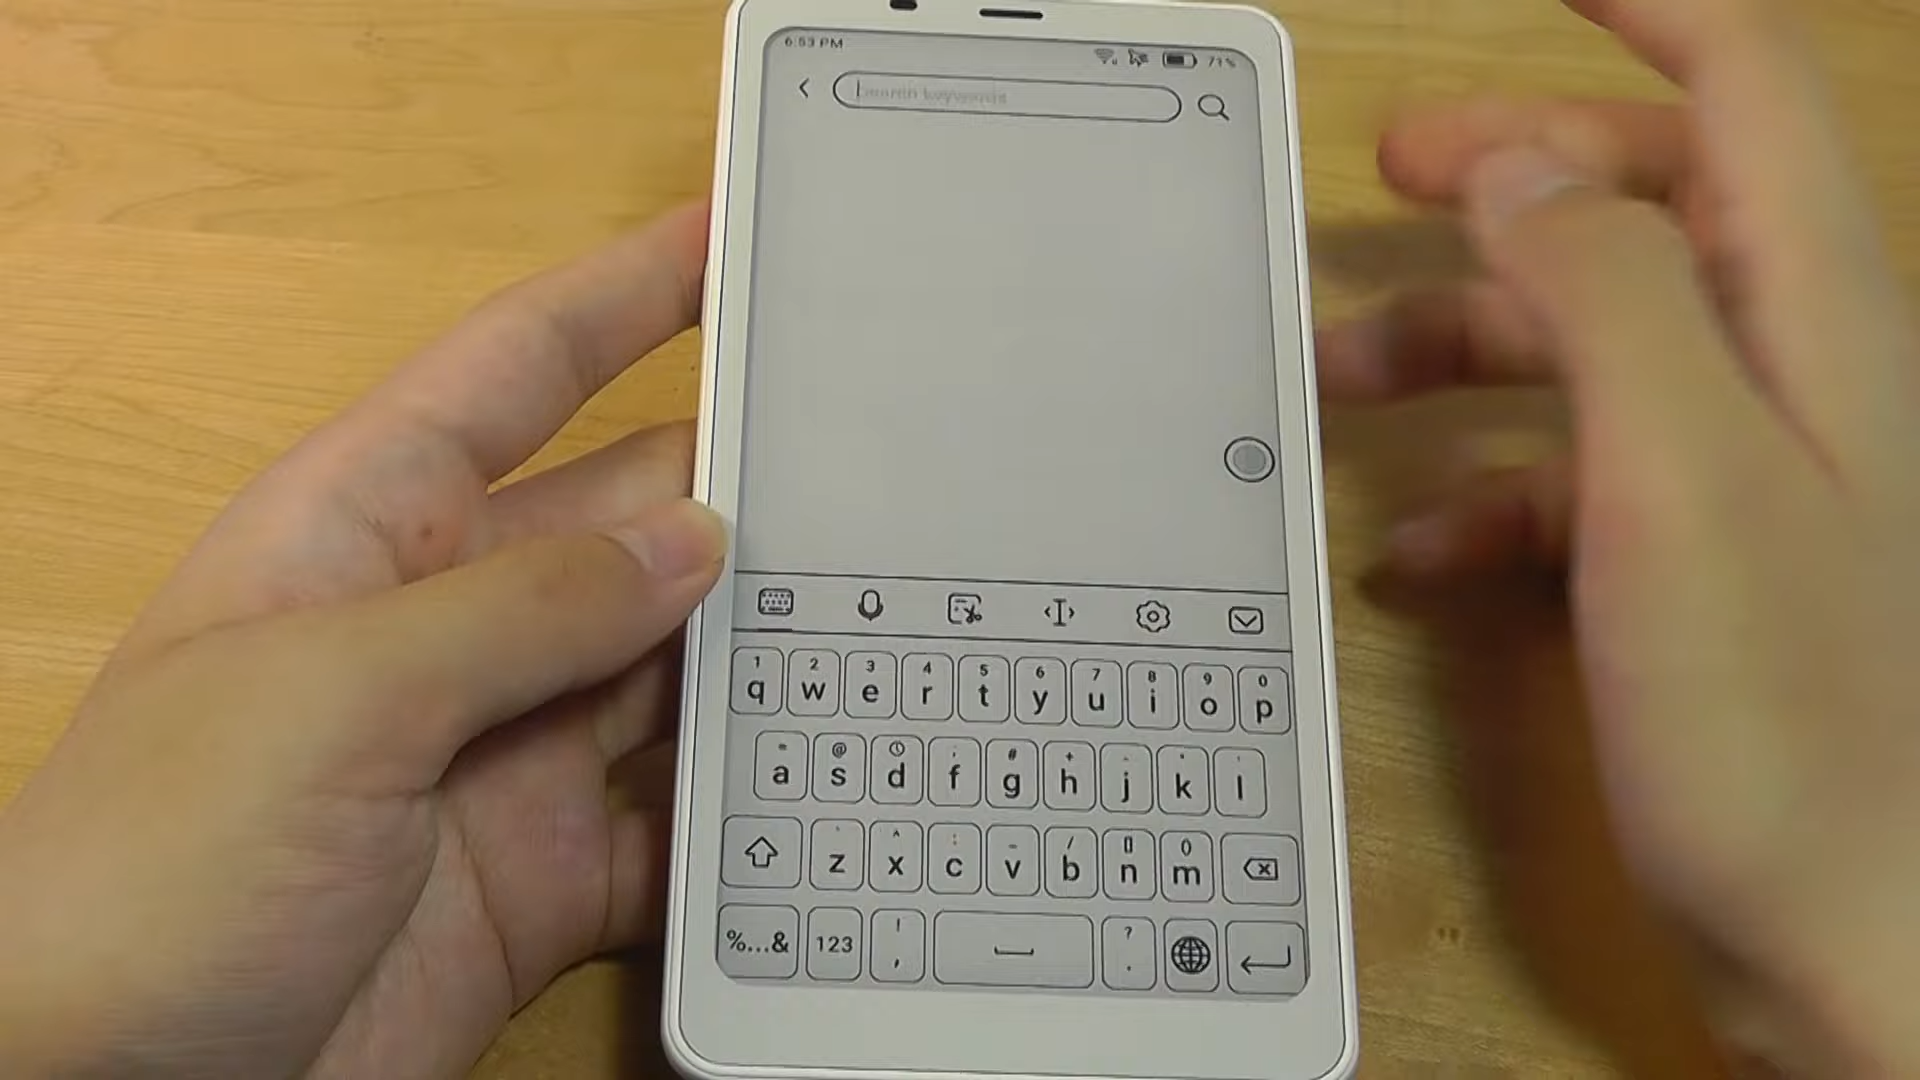 6:53 PM
71%
Search keywords
1 2 3 4 5 6 7 8 9 0
q w e r t y u i o p
@ # +
a s d f g h j k l
^ : - / [] ()
z x c v b n m
! ?
%...& 123 , .